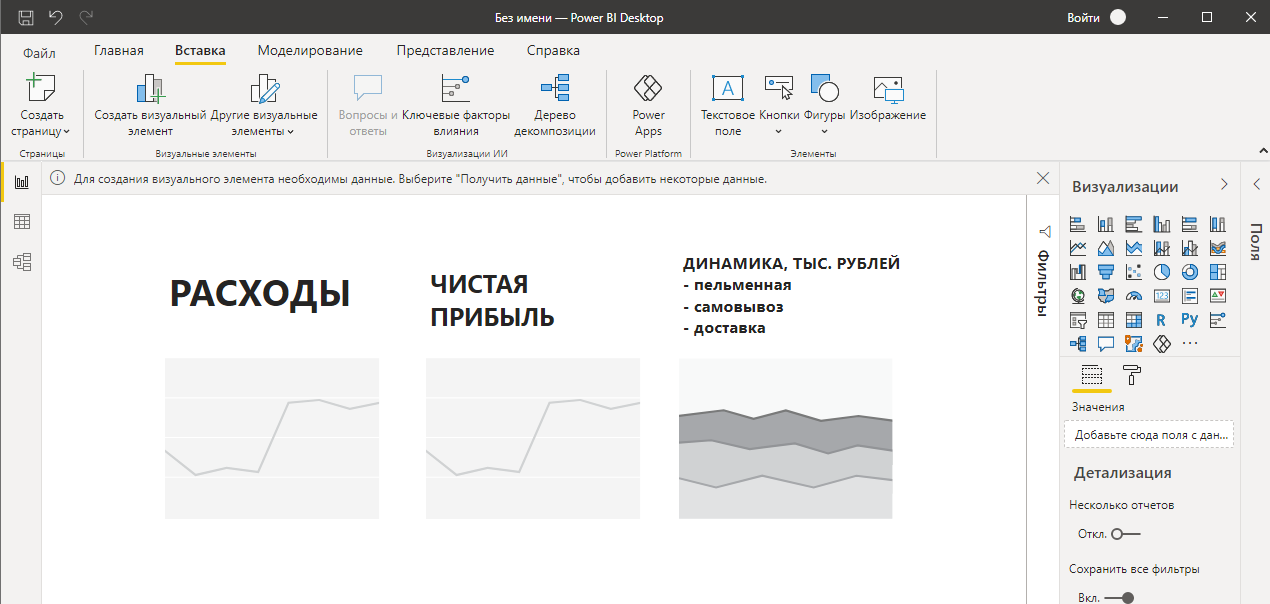 Без имени — Power BI Desktop
Войти
Файл
Главная
Вставка
Моделирование
Представление
Справка
Создать
страницу
Создать визуальный
элемент
Другие визуальные
элементы
Вопросы и
ответы
Ключевые факторы
влияния
Дерево
декомпозиции
Power
Apps
A
Текстовое
поле
Кнопки
Фигуры
Изображение
Страницы
Визуальные элементы
Визуализации ИИ
Power Platform
Элементы
Для создания визуального элемента необходимы данные. Выберите "Получить данные", чтобы добавить некоторые данные.
РАСХОДЫ
ЧИСТАЯ
ПРИБЫЛЬ
ДИНАМИКА, ТЫС. РУБЛЕЙ
- пельменная
- самовывоз
- доставка
Фильтры
Визуализации
123
R
Py
...
Значения
Добавьте сюда поля с дан...
Детализация
Несколько отчетов
Откл.
Сохранить все фильтры
Вкл.
Поля